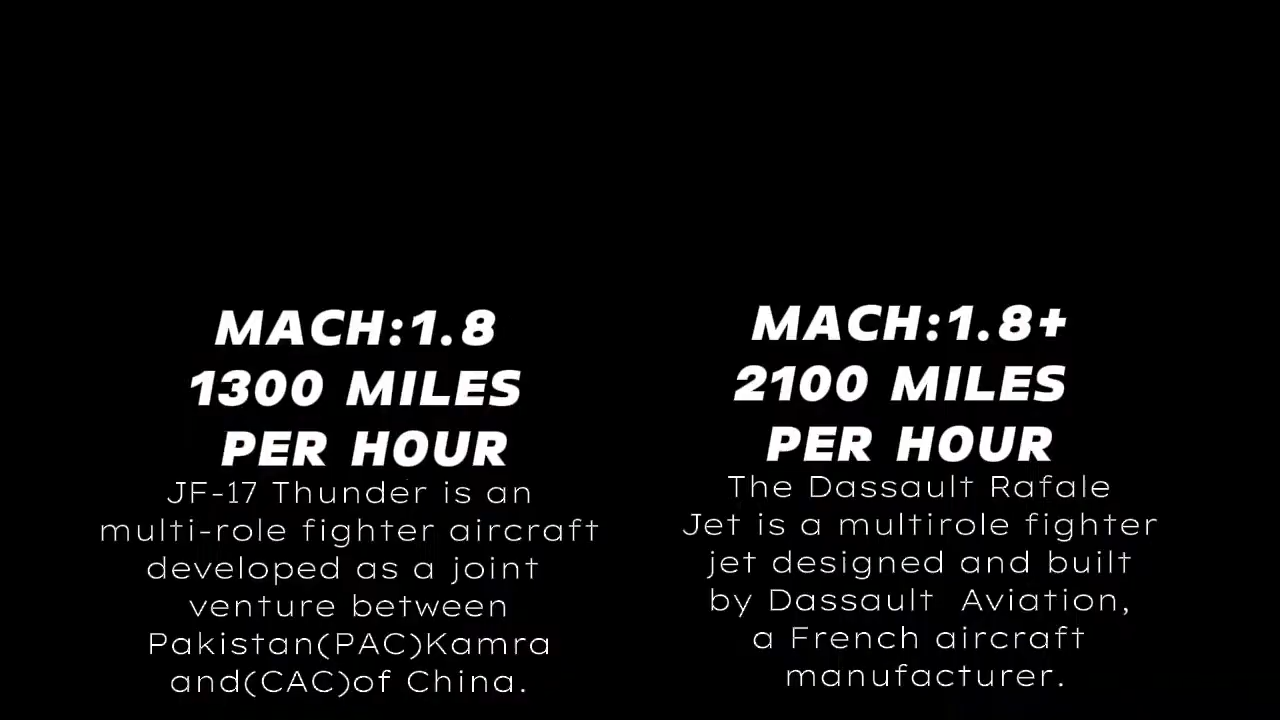 MACH:1.8
1300 MILES
PER HOUR
JF-17 Thunder is an
multi-role fighter aircraft
developed as a joint
venture between
Pakistan(PAC)Kamra
and(CAC)of China.
MACH:1.8+
2100 MILES
PER HOUR
The Dassault Rafale
Jet is a multirole fighter
jet designed and built
by Dassault  Aviation,
a French aircraft
manufacturer.